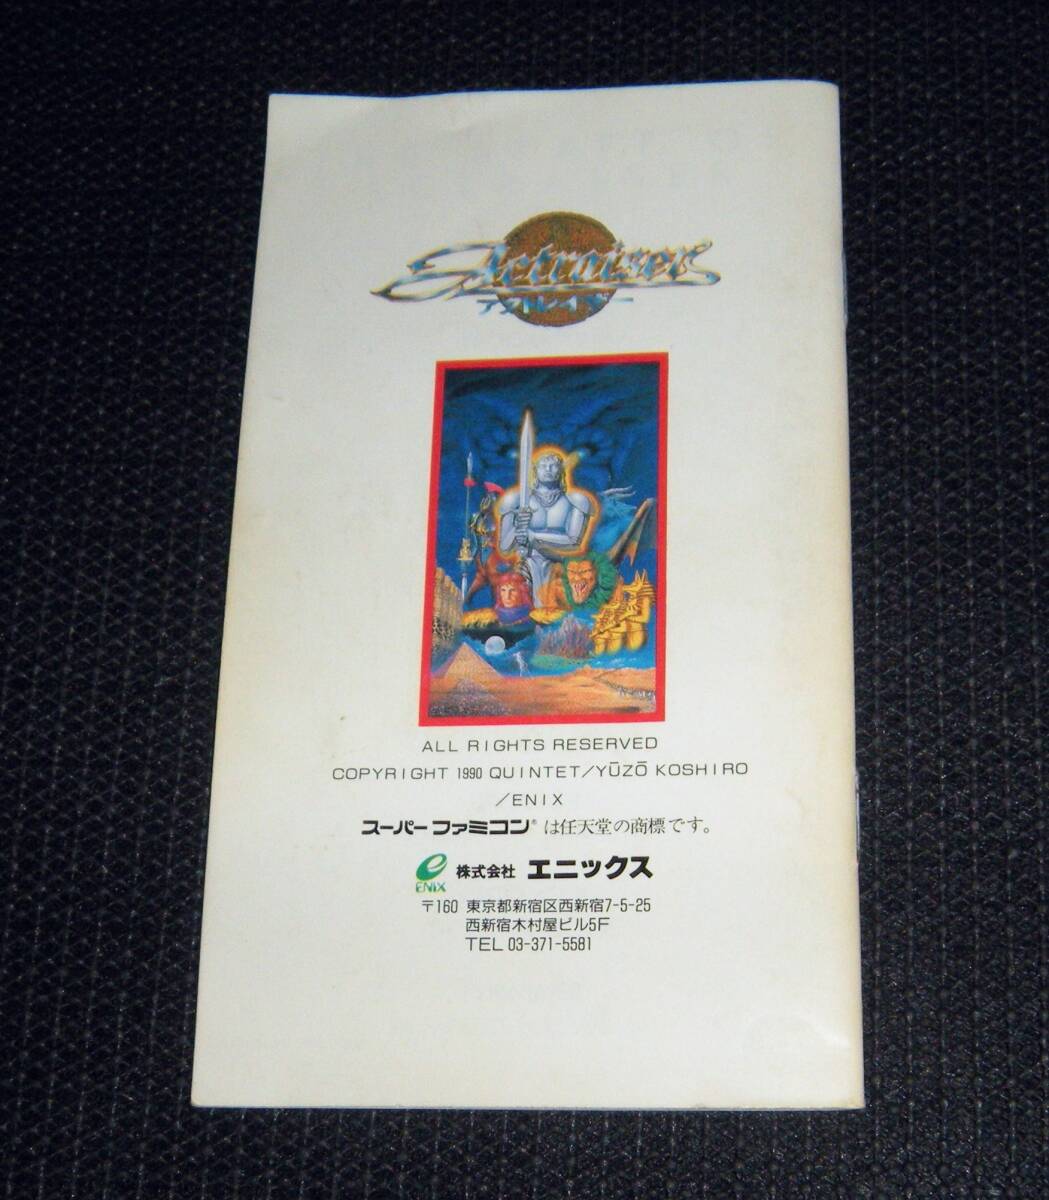 Actraiser
アクトレイザー
ALL RIGHTS RESERVED
COPYRIGHT 1990 QUINTET/YŪZŌ KOSHIRO
/ENIX
スーパーファミコン®は任天堂の商標です。
ENIX 株式会社 エニックス
〒160 東京都新宿区西新宿7-5-25
西新宿木村屋ビル5F
TEL 03-371-5581